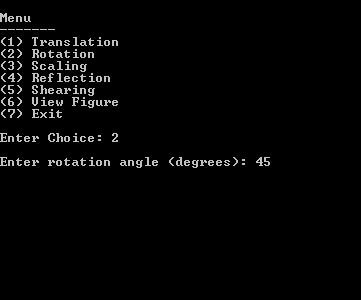 Menu
-------
(1) Translation
(2) Rotation
(3) Scaling
(4) Reflection
(5) Shearing
(6) View Figure
(7) Exit
Enter Choice: 2
Enter rotation angle (degrees): 45